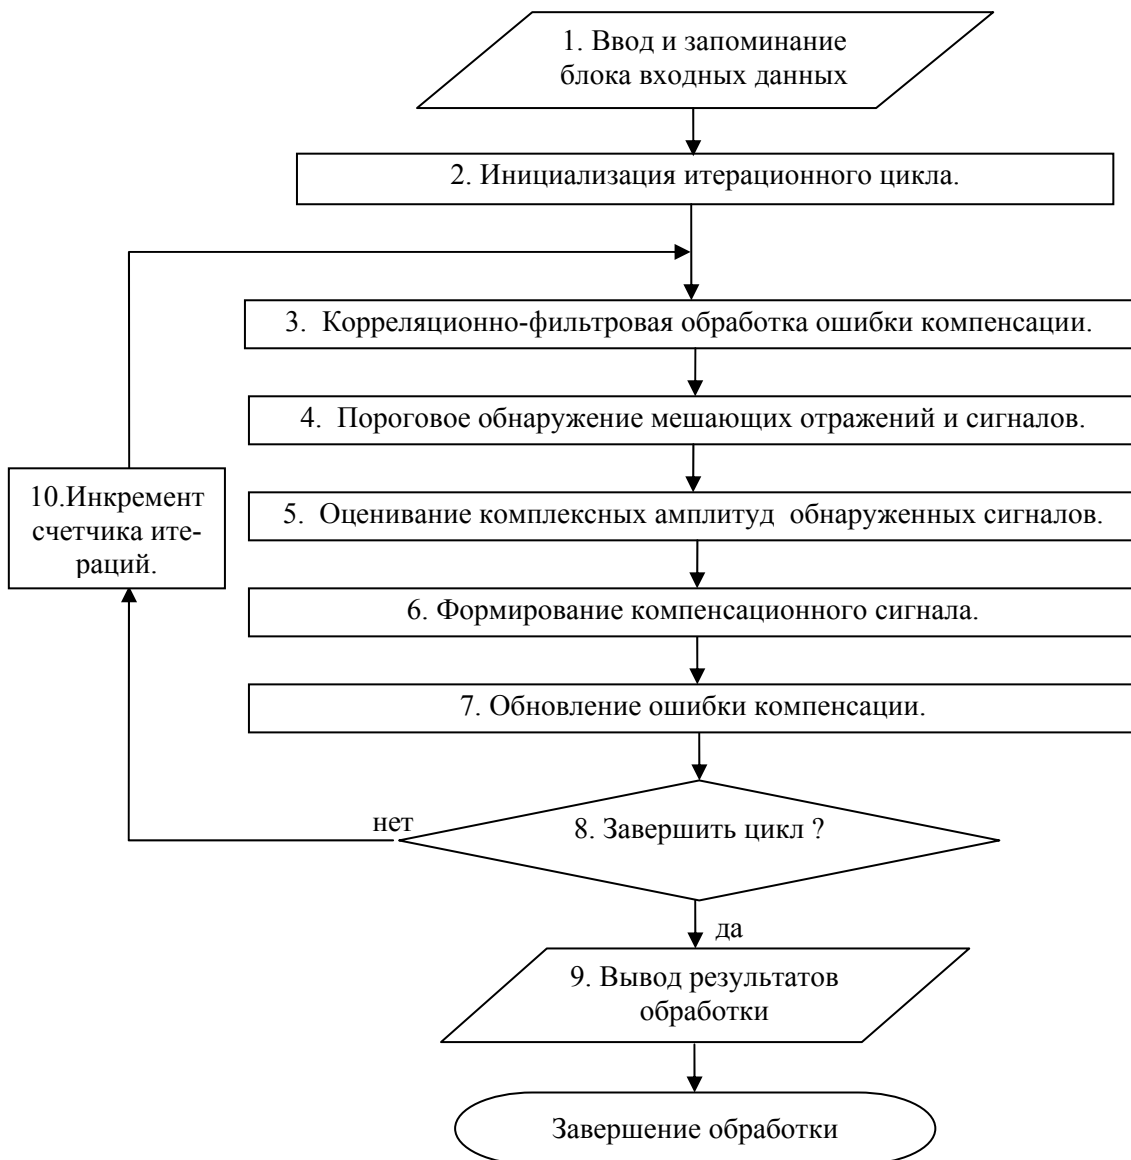 1. Ввод и запоминание
блока входных данных
2. Инициализация итерационного цикла.
3. Корреляционно-фильтровая обработка ошибки компенсации.
4. Пороговое обнаружение мешающих отражений и сигналов.
10.Инкремент
счетчика ите-
раций.
5. Оценивание комплексных амплитуд обнаруженных сигналов.
6. Формирование компенсационного сигнала.
7. Обновление ошибки компенсации.
нет
8. Завершить цикл ?
да
9. Вывод результатов
обработки
Завершение обработки